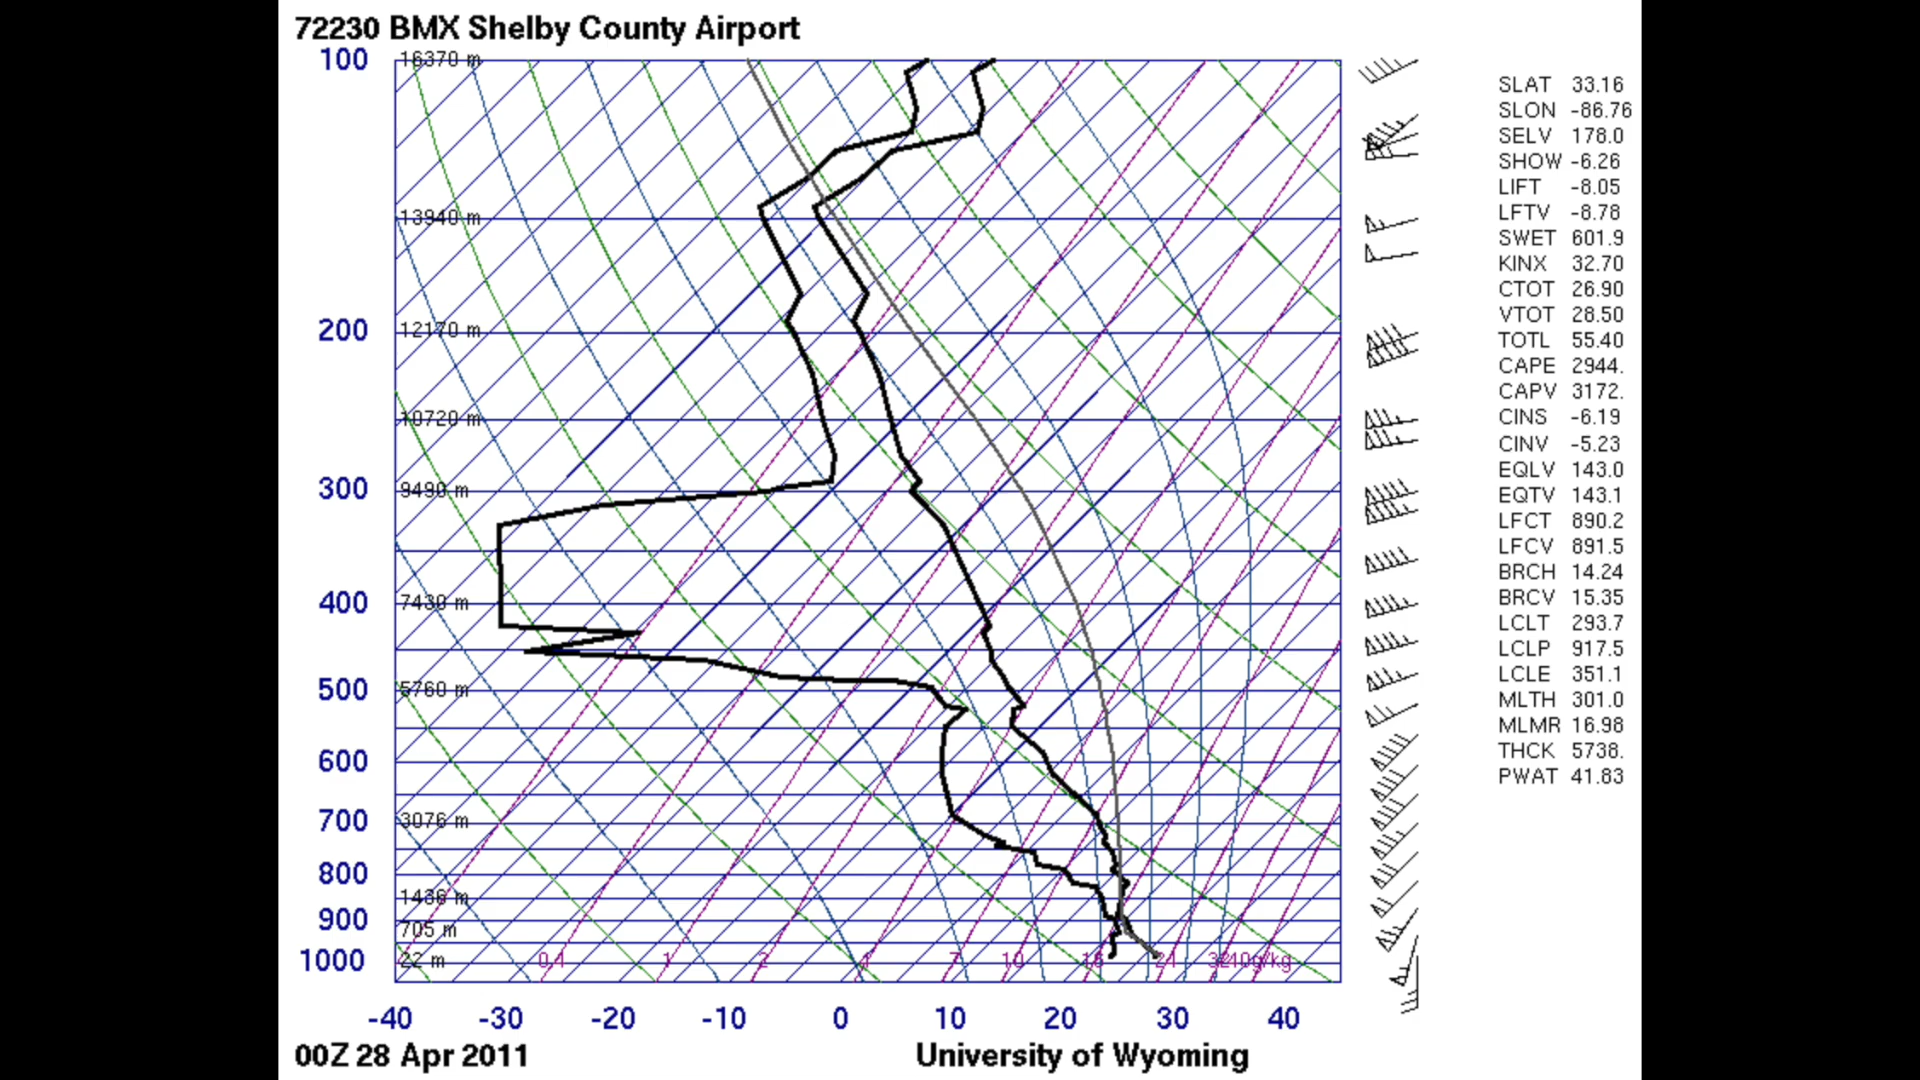 72230 BMX Shelby County Airport
100 16370 m
13940 m
200 12170 m
10720 m
300 9490 m
400 7430 m
500 5760 m
600
700 3076 m
800
1436 m
900
705 m
1000 22 m
0.4 1 2 4 7 10 16 24 32 40g/kg
-40 -30 -20 -10 0 10 20 30 40
00Z 28 Apr 2011 University of Wyoming
SLAT 33.16
SLON -86.76
SELV 178.0
SHOW -6.26
LIFT -8.05
LFTV -8.78
SWET 601.9
KINX 32.70
CTOT 26.90
VTOT 28.50
TOTL 55.40
CAPE 2944.
CAPV 3172.
CINS -6.19
CINV -5.23
EQLV 143.0
EQTV 143.1
LFCT 890.2
LFCV 891.5
BRCH 14.24
BRCV 15.35
LCLT 293.7
LCLP 917.5
LCLE 351.1
MLTH 301.0
MLMR 16.98
THCK 5738.
PWAT 41.83